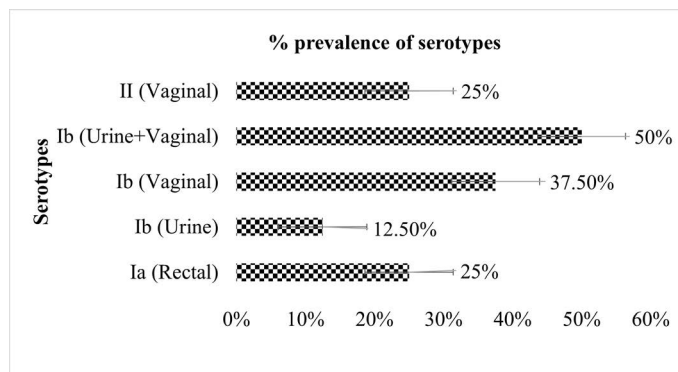 % prevalence of serotypes
Serotypes
II (Vaginal)
25%
Ib (Urine+Vaginal)
50%
Ib (Vaginal)
37.50%
Ib (Urine)
12.50%
Ia (Rectal)
25%
0% 10% 20% 30% 40% 50% 60%